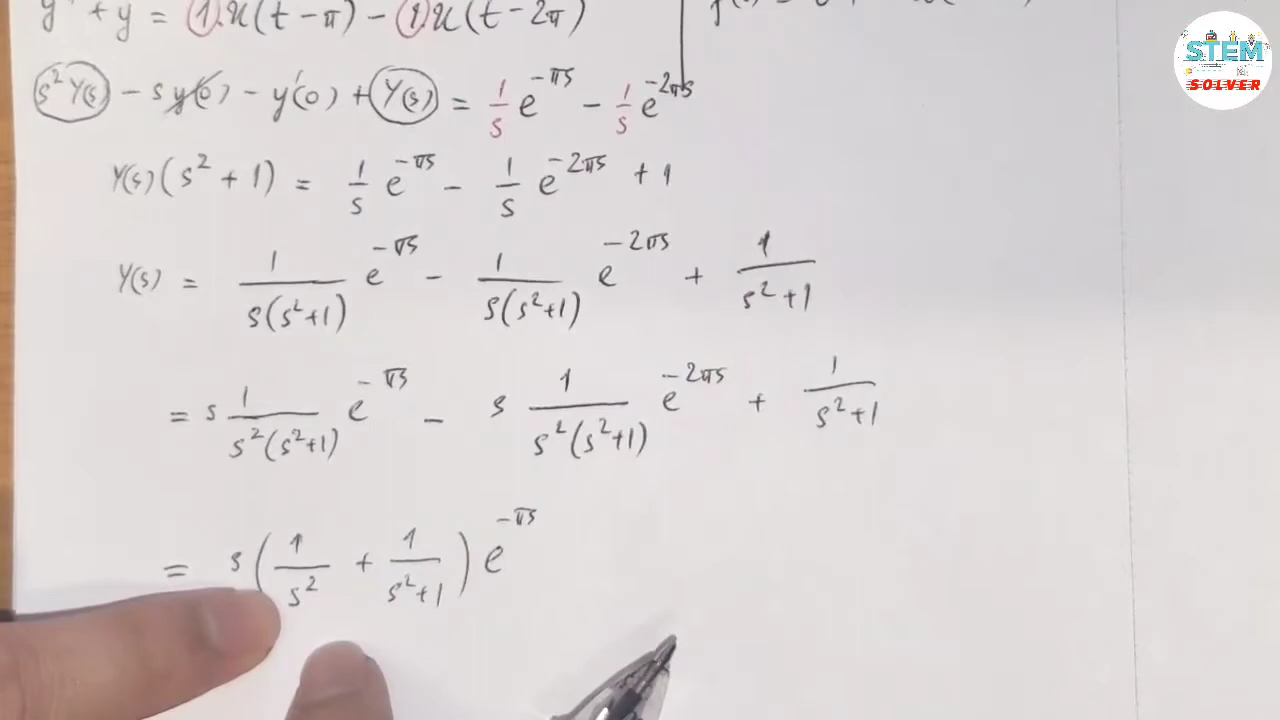 y'' + y = 1.u(t - π) - 1u(t - 2π)
STEM
SOLVER
s²Y(s) - sy(0) - y'(0) + Y(s) = 1/s e^-πs - 1/s e^-2πs
Y(s)(s² + 1) = 1/s e^-πs - 1/s e^-2πs + 1
Y(s) = 1/s(s²+1) e^-πs - 1/s(s²+1) e^-2πs + 1/s²+1
= s 1/s²(s²+1) e^-πs - s 1/s²(s²+1) e^-2πs + 1/s²+1
= s(1/s² + 1/s²+1) e^-πs